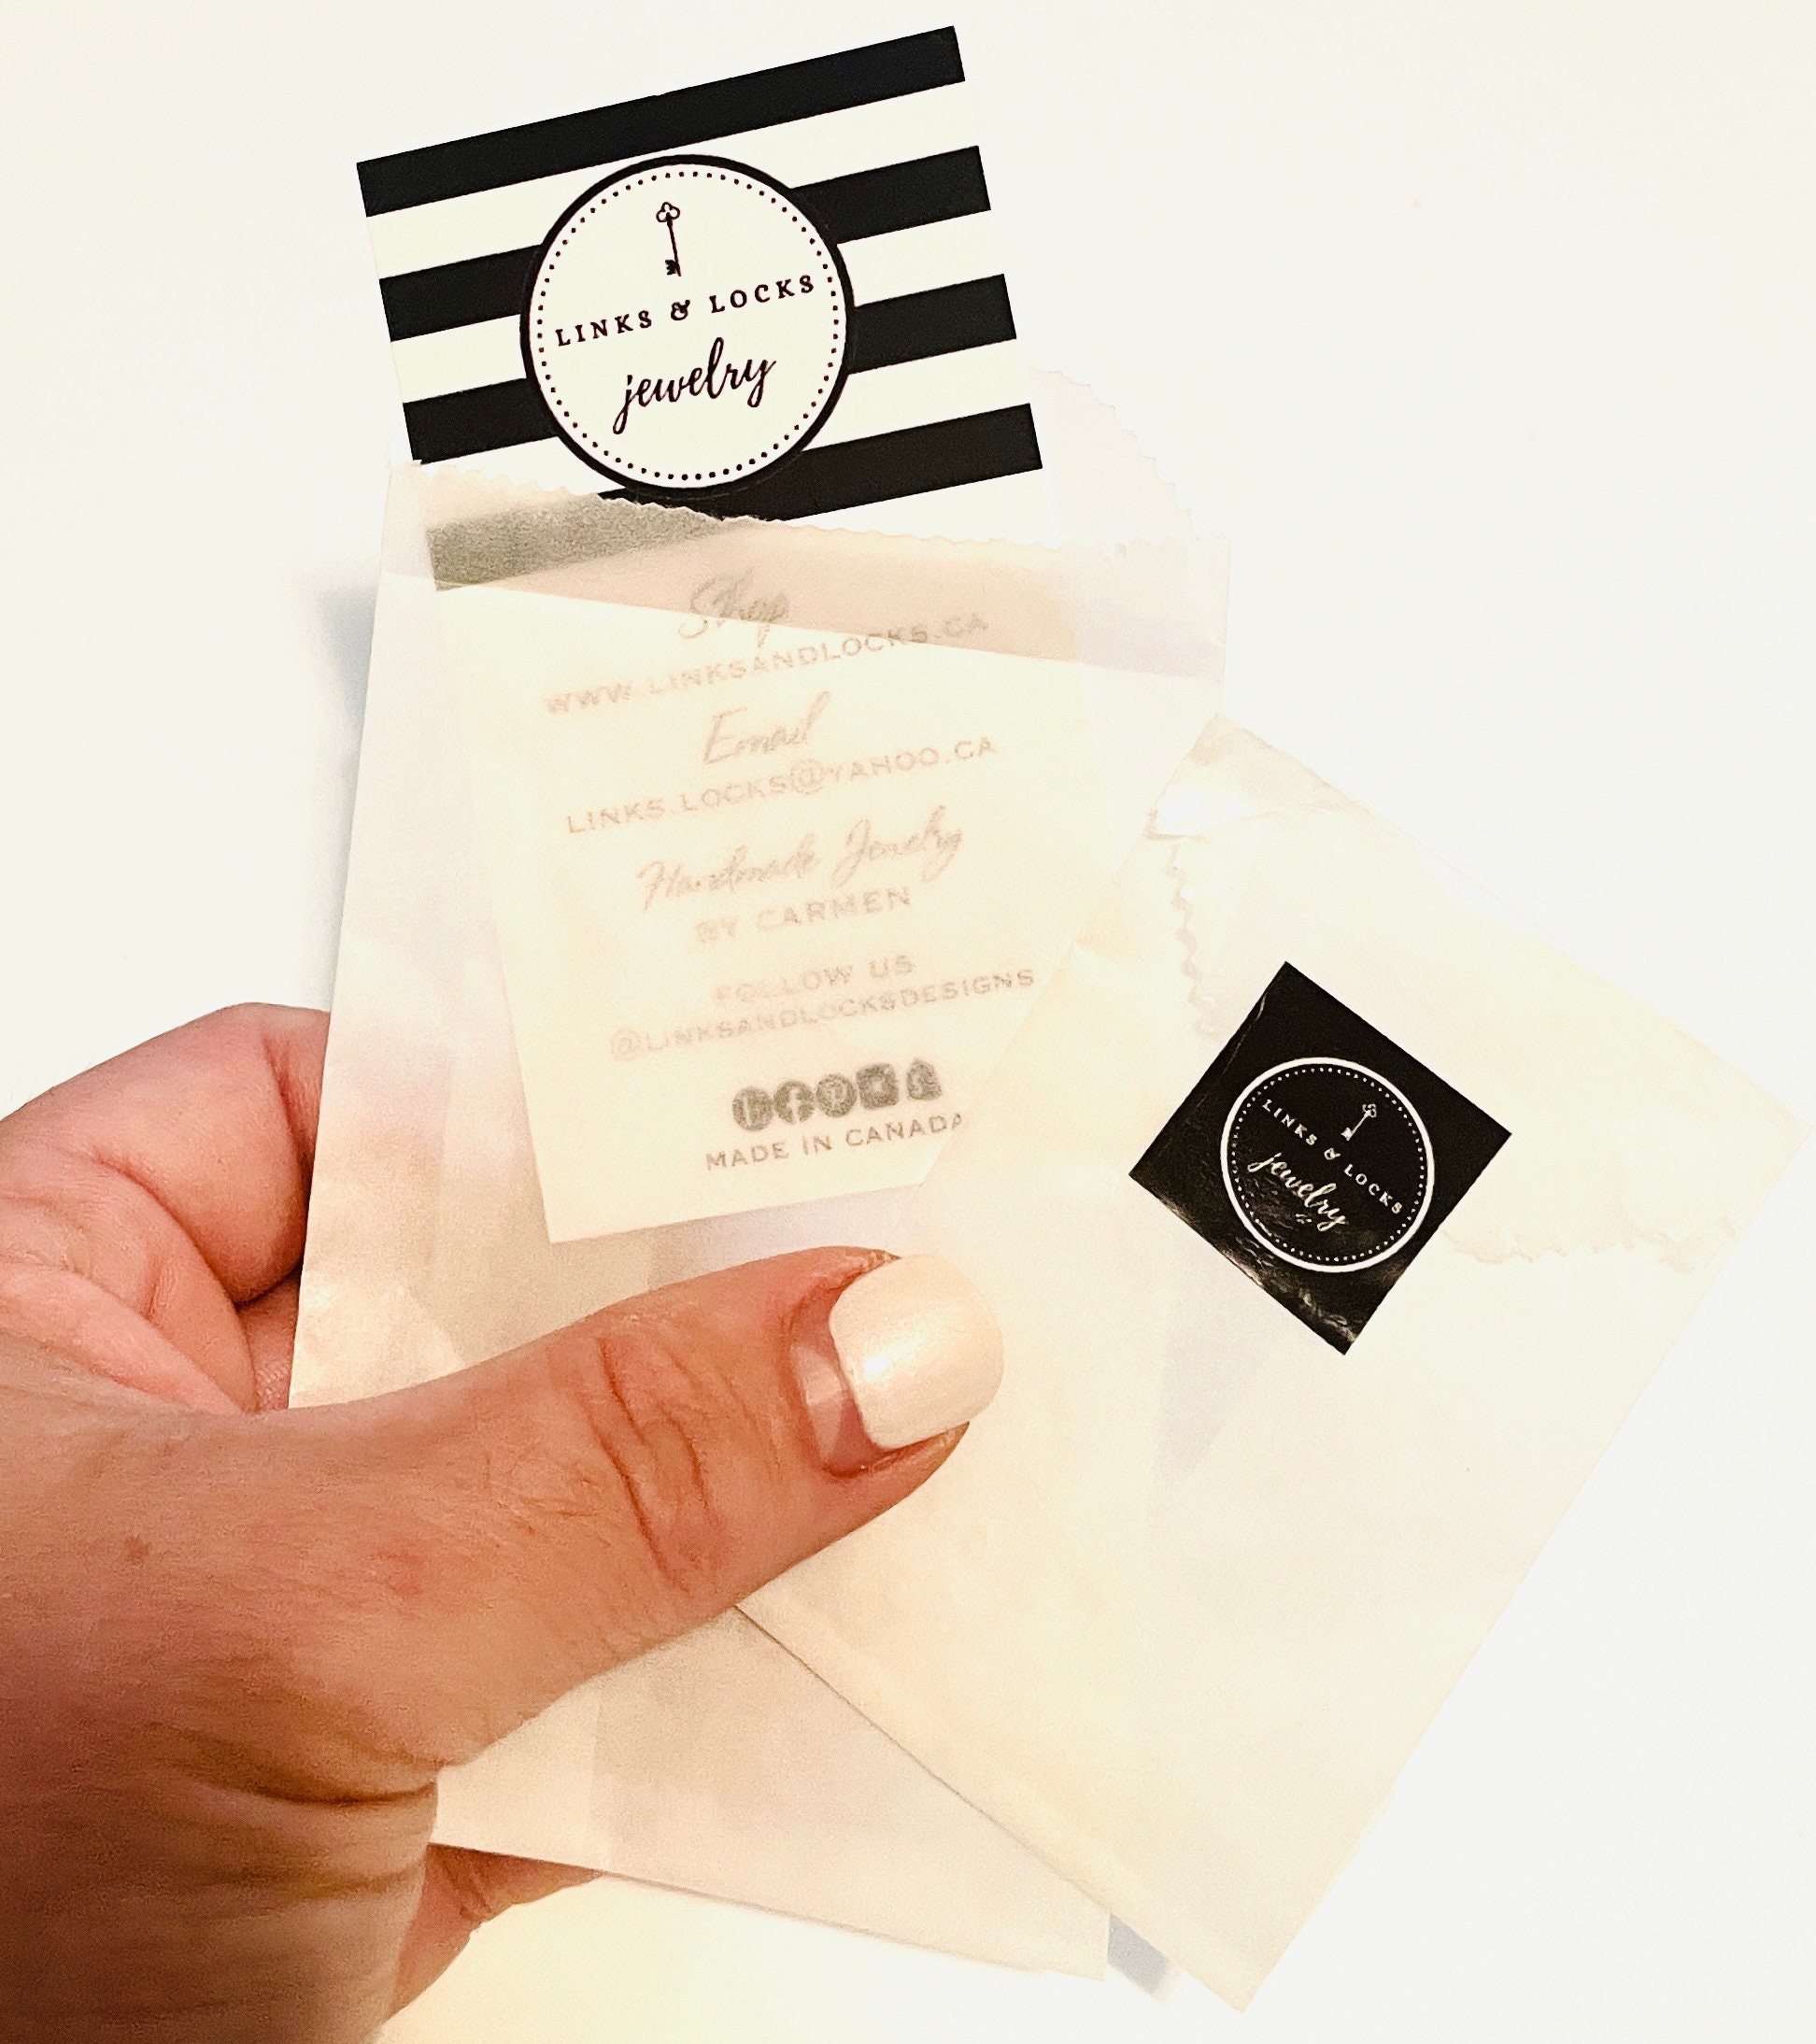 LINKS & LOCKS
jewelry
Shop
WWW.LINKSANDLOCKS.CA
Email
LINKS.LOCKS@YAHOO.CA
Handmade Jewelry
BY CARMEN
FOLLOW US
@LINKSANDLOCKSDESIGNS
MADE IN CANADA
LINKS & LOCKS
jewelry